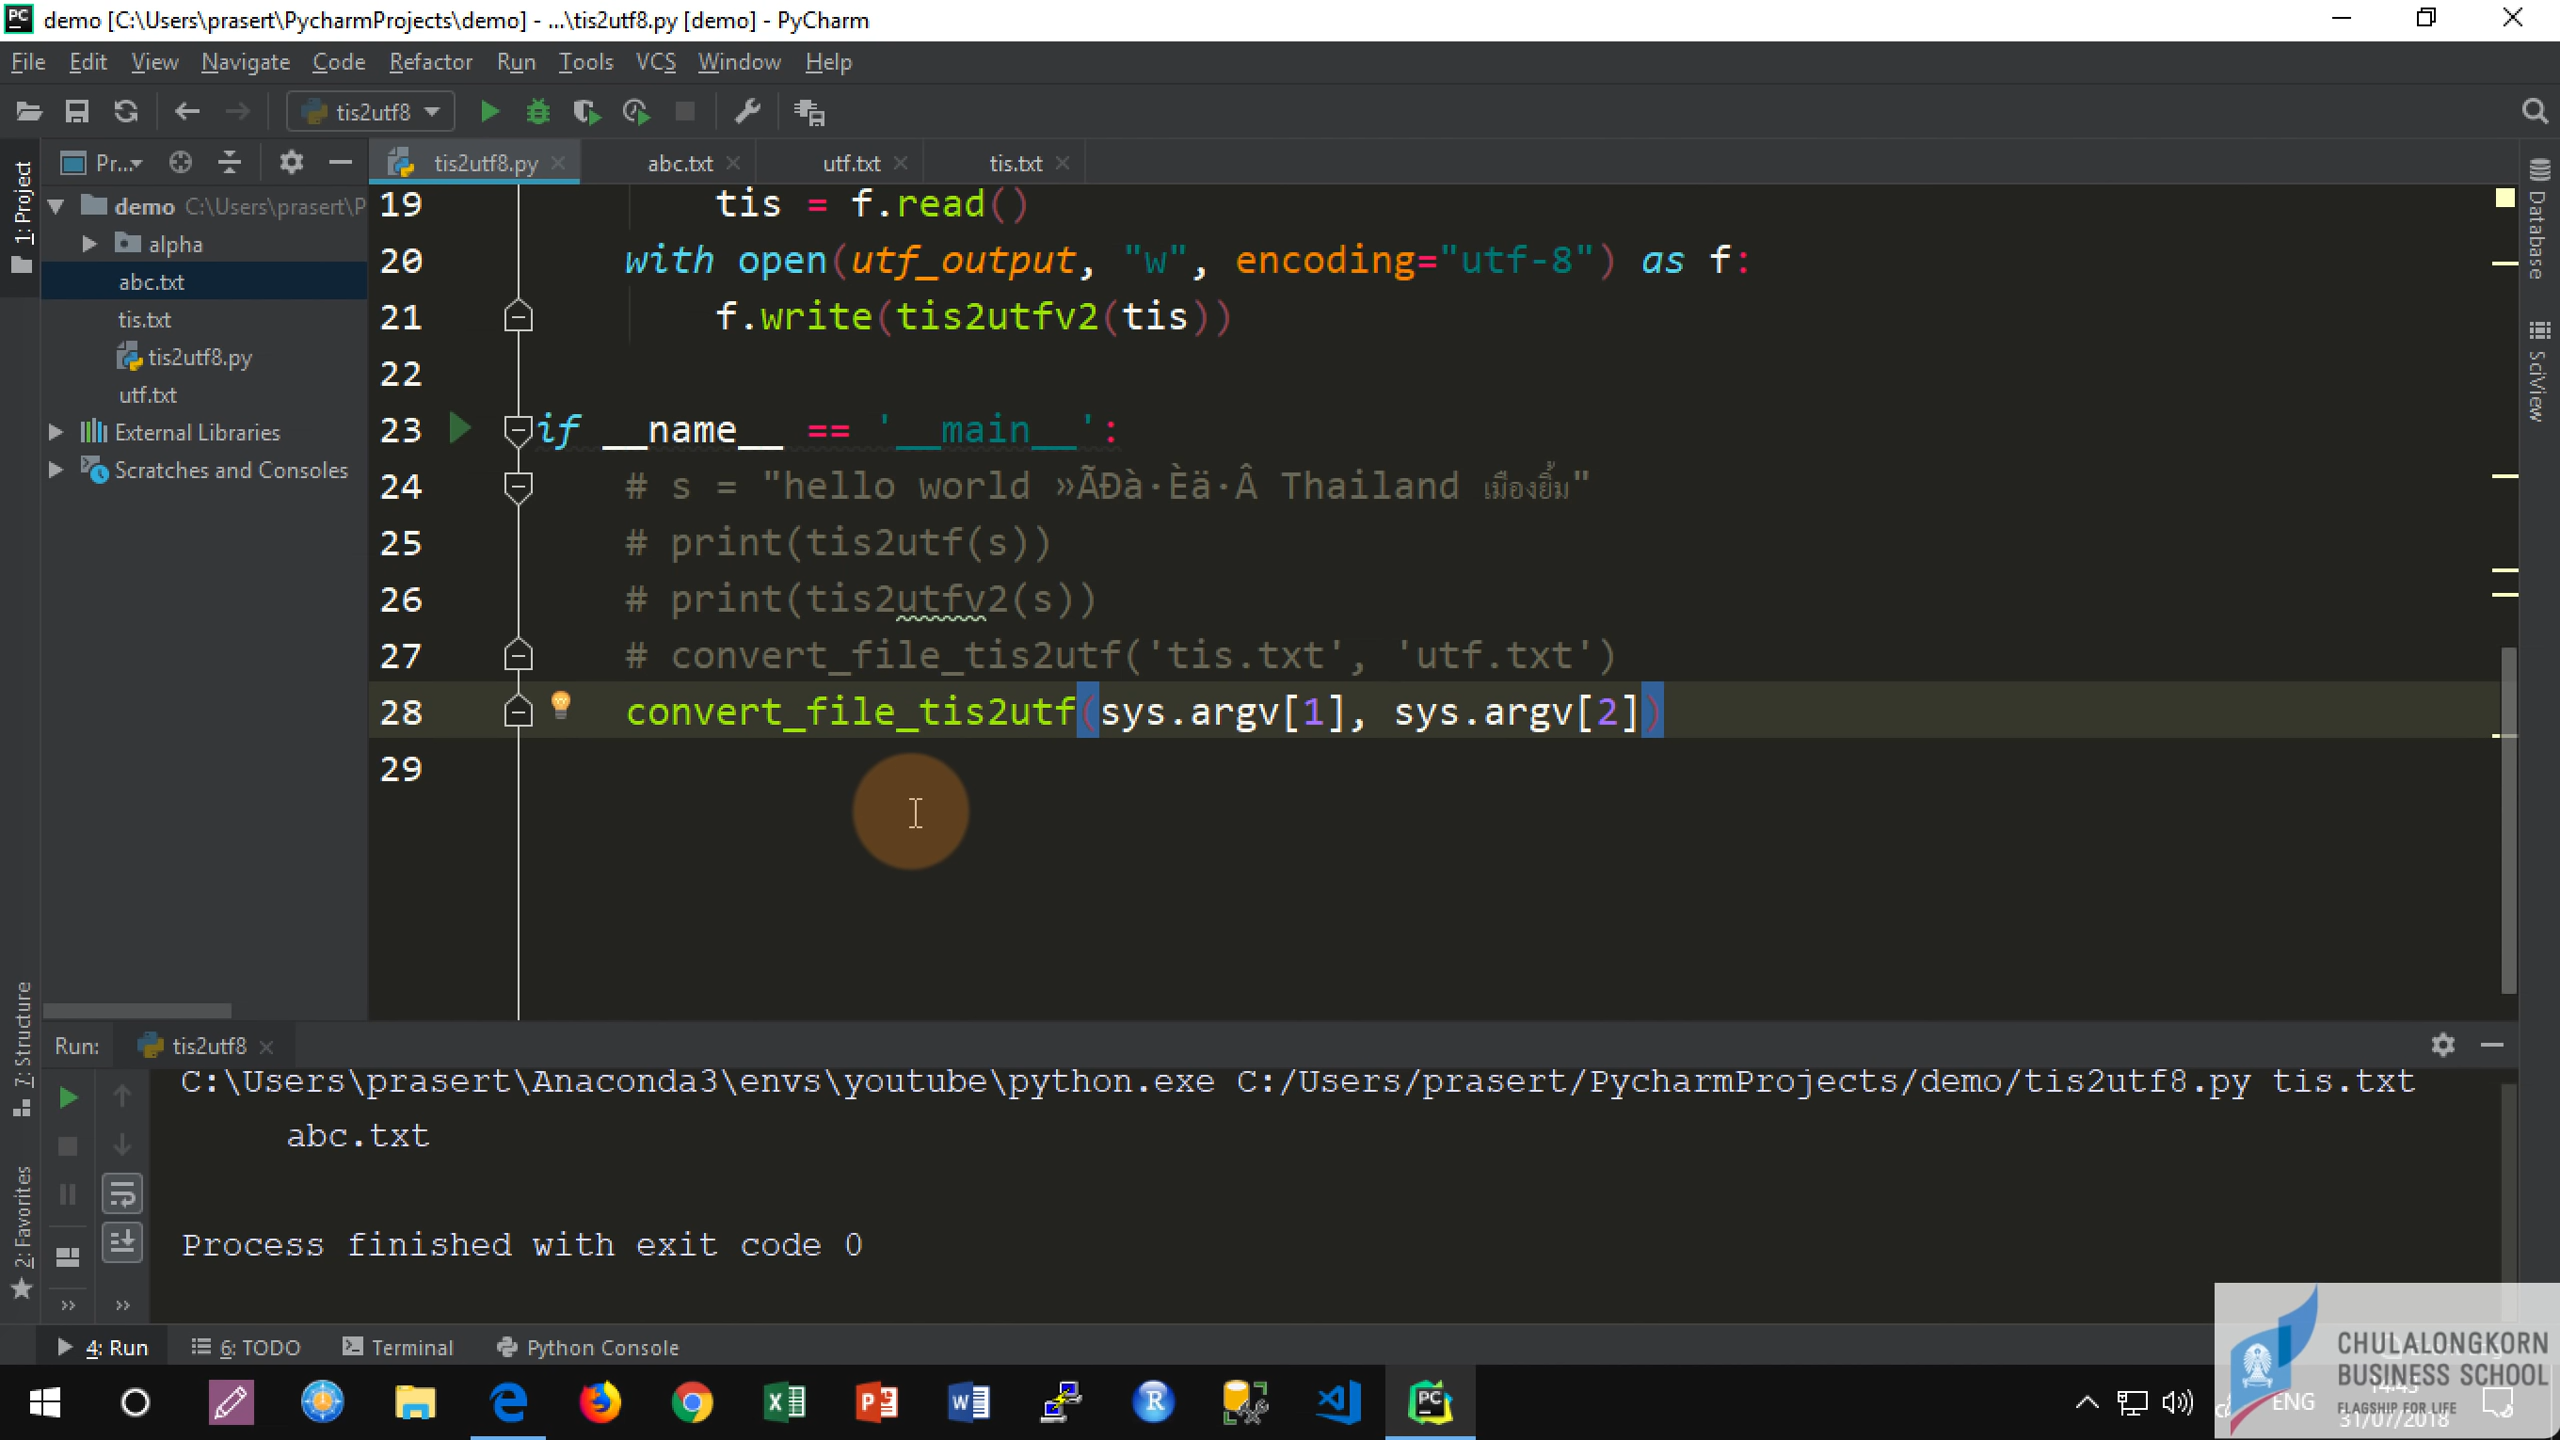 demo [C:\Users\prasert\PycharmProjects\demo] - ...\tis2utf8.py [demo] - PyCharm
File Edit View Navigate Code Refactor Run Tools VCS Window Help
tis2utf8
Pr... tis2utf8.py abc.txt utf.txt tis.txt
1: Project
demo C:\Users\prasert\P
alpha
abc.txt
tis.txt
tis2utf8.py
utf.txt
External Libraries
Scratches and Consoles
19 tis = f.read()
20 with open(utf_output, "w", encoding="utf-8") as f:
21 f.write(tis2utfv2(tis))
22
23 if __name__ == '__main__':
24 # s = "hello world »ÃÐà·Èä·Â Thailand เมืองยิ้ม"
25 # print(tis2utf(s))
26 # print(tis2utfv2(s))
27 # convert_file_tis2utf('tis.txt', 'utf.txt')
28 convert_file_tis2utf(sys.argv[1], sys.argv[2])
29
Database
SciView
7: Structure
2: Favorites
Run: tis2utf8
C:\Users\prasert\Anaconda3\envs\youtube\python.exe C:/Users/prasert/PycharmProjects/demo/tis2utf8.py tis.txt
abc.txt
Process finished with exit code 0
4: Run 6: TODO Terminal Python Console
CHULALONGKORN
BUSINESS SCHOOL
FLAGSHIP FOR LIFE
ENG
31/07/2018